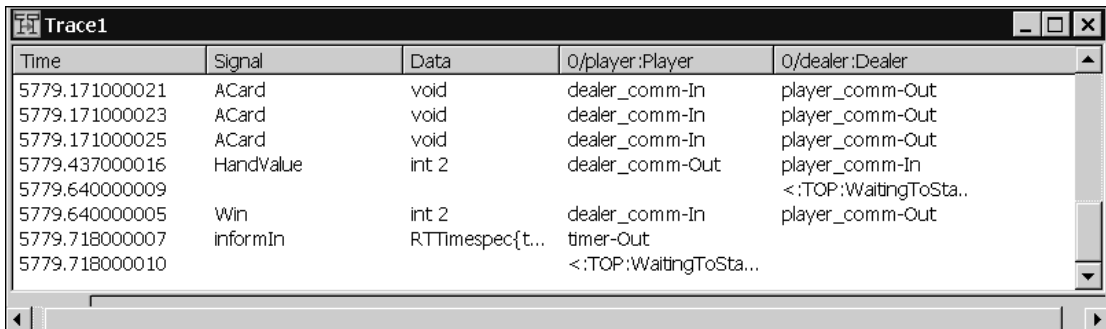 Trace1
Time Signal Data 0/player:Player 0/dealer:Dealer
5779.171000021 ACard void dealer_comm-In player_comm-Out
5779.171000023 ACard void dealer_comm-In player_comm-Out
5779.171000025 ACard void dealer_comm-In player_comm-Out
5779.437000016 HandValue int 2 dealer_comm-Out player_comm-In
5779.640000009 <:TOP:WaitingToSta..
5779.640000005 Win int 2 dealer_comm-In player_comm-Out
5779.718000007 informIn RTTimespec{t... timer-Out
5779.718000010 <:TOP:WaitingToSta...